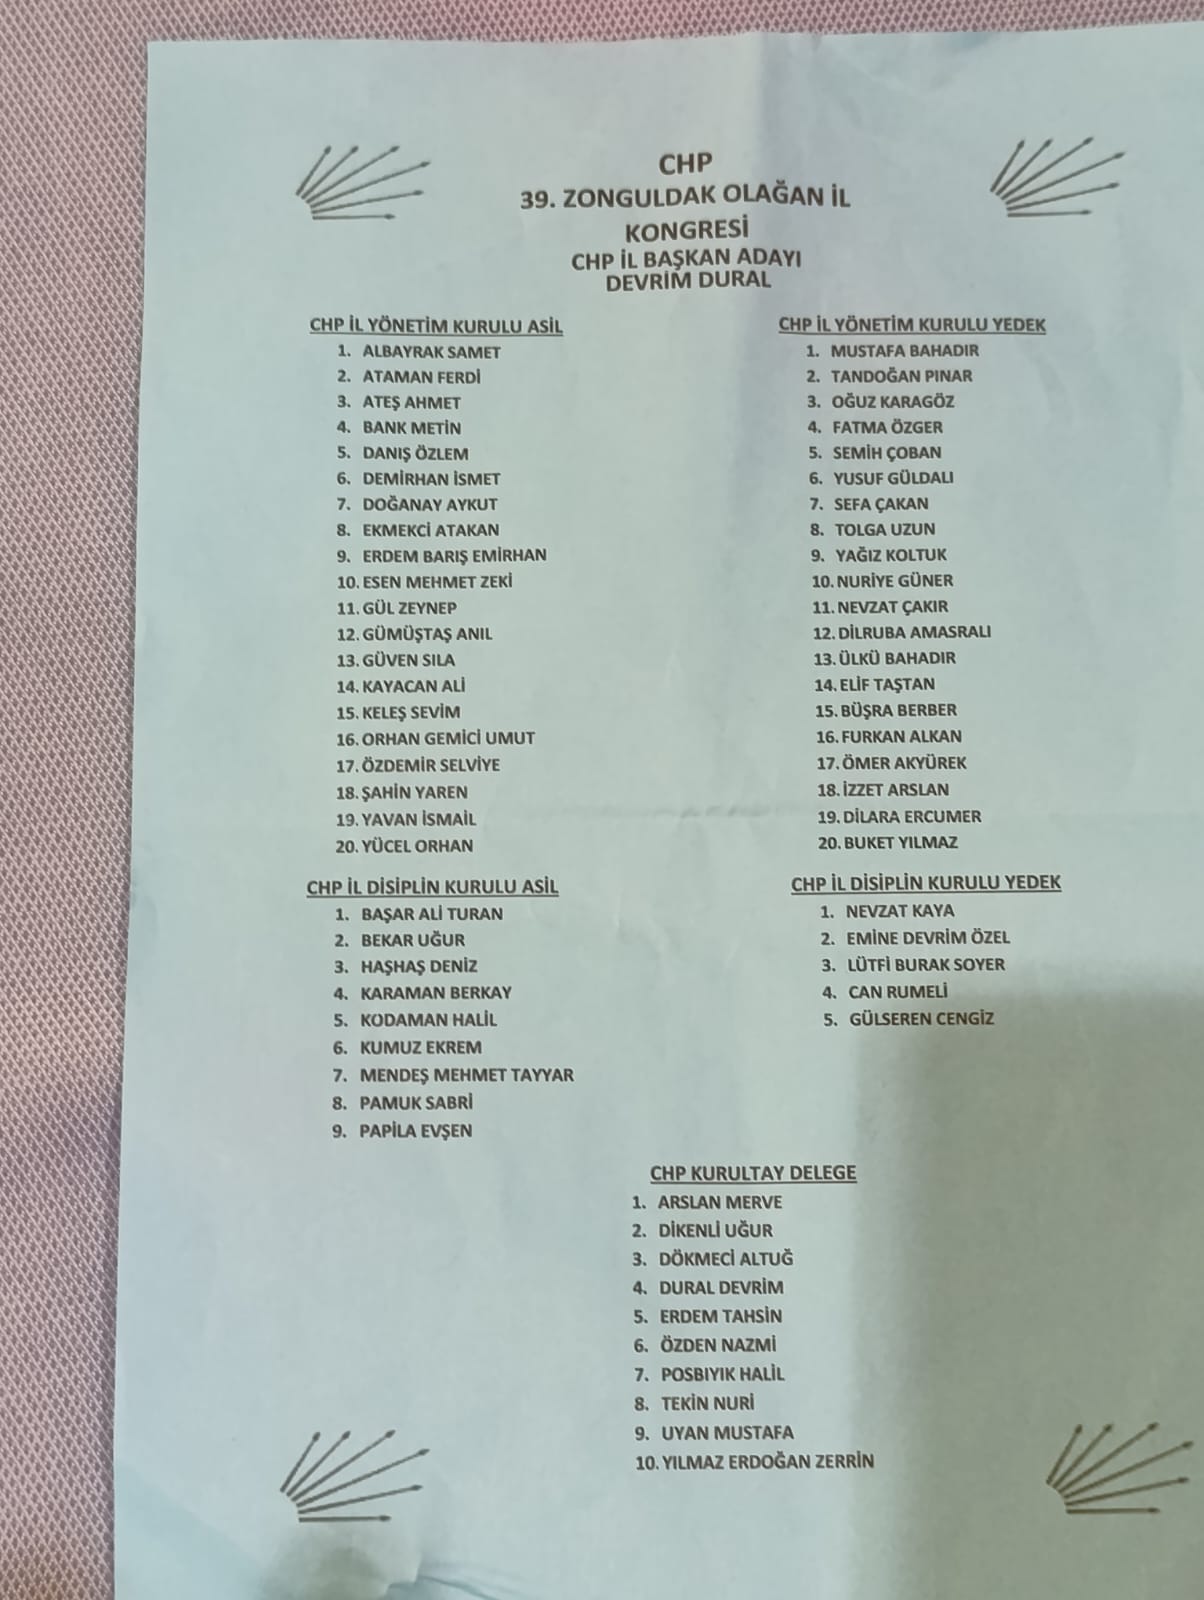 CHP
39. ZONGULDAK OLAĞAN İL
KONGRESİ
CHP İL BAŞKAN ADAYI
DEVRİM DURAL
CHP İL YÖNETİM KURULU ASİL
1. ALBAYRAK SAMET
2. ATAMAN FERDİ
3. ATEŞ AHMET
4. BANK METİN
5. DANIŞ ÖZLEM
6. DEMİRHAN İSMET
7. DOĞANAY AYKUT
8. EKMEKCİ ATAKAN
9. ERDEM BARIŞ EMİRHAN
10. ESEN MEHMET ZEKİ
11. GÜL ZEYNEP
12. GÜMÜŞTAŞ ANIL
13. GÜVEN SILA
14. KAYACAN ALİ
15. KELEŞ SEVİM
16. ORHAN GEMİCİ UMUT
17. ÖZDEMİR SELVİYE
18. ŞAHİN YAREN
19. YAVAN İSMAİL
20. YÜCEL ORHAN
CHP İL YÖNETİM KURULU YEDEK
1. MUSTAFA BAHADIR
2. TANDOĞAN PINAR
3. OĞUZ KARAGÖZ
4. FATMA ÖZGER
5. SEMİH ÇOBAN
6. YUSUF GÜLDALI
7. SEFA ÇAKAN
8. TOLGA UZUN
9. YAĞIZ KOLTUK
10. NURİYE GÜNER
11. NEVZAT ÇAKIR
12. DİLRUBA AMASRALI
13. ÜLKÜ BAHADIR
14. ELİF TAŞTAN
15. BÜŞRA BERBER
16. FURKAN ALKAN
17. ÖMER AKYÜREK
18. İZZET ARSLAN
19. DİLARA ERCUMER
20. BUKET YILMAZ
CHP İL DİSİPLİN KURULU ASİL
1. BAŞAR ALİ TURAN
2. BEKAR UĞUR
3. HAŞHAŞ DENİZ
4. KARAMAN BERKAY
5. KODAMAN HALİL
6. KUMUZ EKREM
7. MENDEŞ MEHMET TAYYAR
8. PAMUK SABRİ
9. PAPİLA EVŞEN
CHP İL DİSİPLİN KURULU YEDEK
1. NEVZAT KAYA
2. EMİNE DEVRİM ÖZEL
3. LÜTFİ BURAK SOYER
4. CAN RUMELİ
5. GÜLSEREN CENGİZ
CHP KURULTAY DELEGE
1. ARSLAN MERVE
2. DİKENLİ UĞUR
3. DÖKMECİ ALTUĞ
4. DURAL DEVRİM
5. ERDEM TAHSİN
6. ÖZDEN NAZMİ
7. POSBIYIK HALİL
8. TEKİN NURİ
9. UYAN MUSTAFA
10. YILMAZ ERDOĞAN ZERRİN